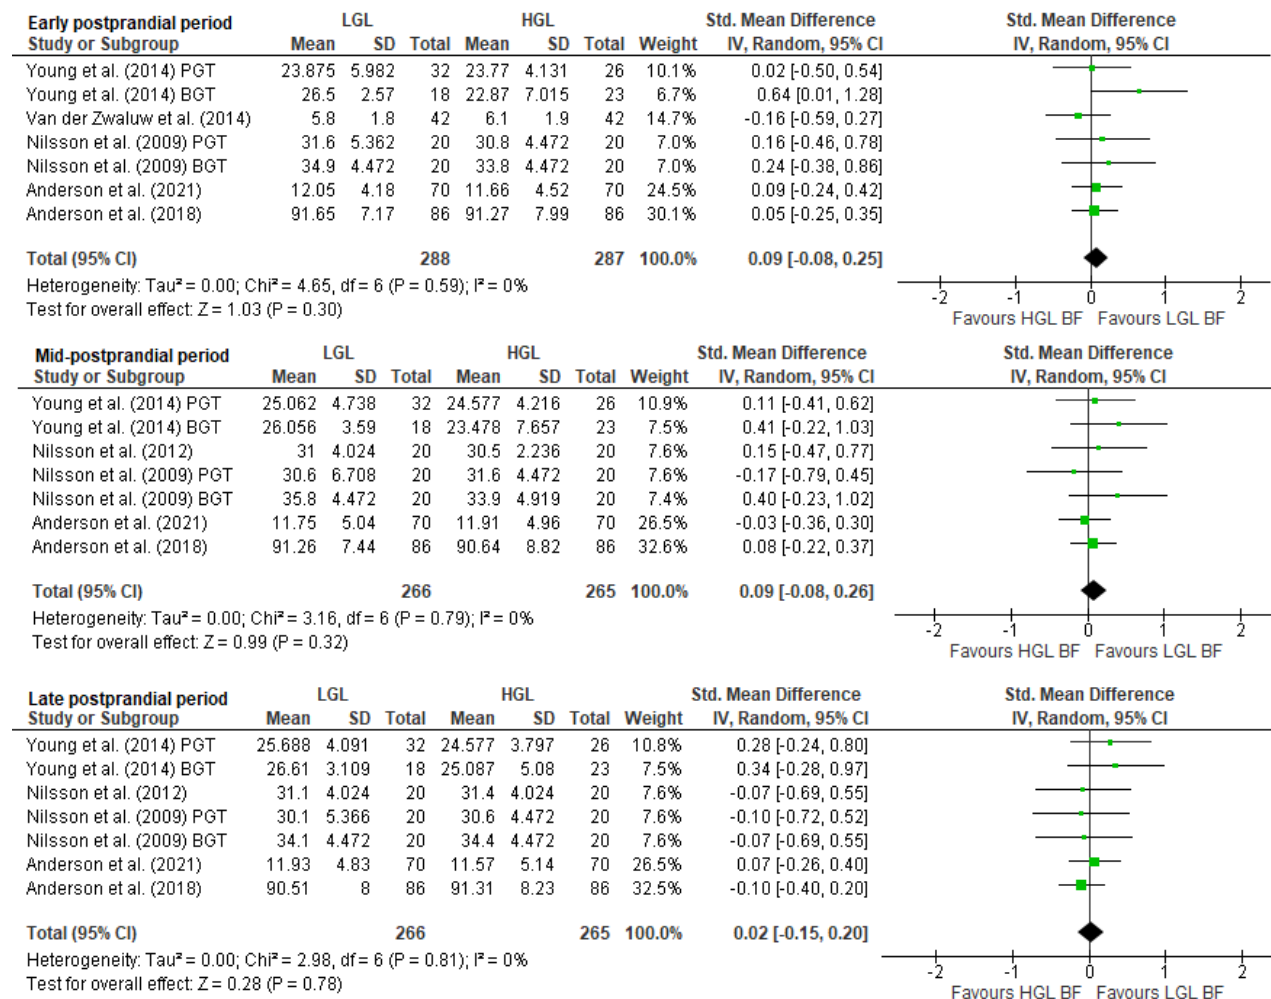 Early postprandial period LGL HGL Std. Mean Difference Std. Mean Difference
Study or Subgroup Mean SD Total Mean SD Total Weight IV, Random, 95% CI IV, Random, 95% CI
Young et al. (2014) PGT 23.875 5.982 32 23.77 4.131 26 10.1% 0.02 [-0.50, 0.54]
Young et al. (2014) BGT 26.5 2.57 18 22.87 7.015 23 6.7% 0.64 [0.01, 1.28]
Van der Zwaluw et al. (2014) 5.8 1.8 42 6.1 1.9 42 14.7% -0.16 [-0.59, 0.27]
Nilsson et al. (2009) PGT 31.6 5.362 20 30.8 4.472 20 7.0% 0.16 [-0.46, 0.78]
Nilsson et al. (2009) BGT 34.9 4.472 20 33.8 4.472 20 7.0% 0.24 [-0.38, 0.86]
Anderson et al. (2021) 12.05 4.18 70 11.66 4.52 70 24.5% 0.09 [-0.24, 0.42]
Anderson et al. (2018) 91.65 7.17 86 91.27 7.99 86 30.1% 0.05 [-0.25, 0.35]
Total (95% CI) 288 287 100.0% 0.09 [-0.08, 0.25]
Heterogeneity: Tau² = 0.00; Chi² = 4.65, df = 6 (P = 0.59); I² = 0%
Test for overall effect: Z = 1.03 (P = 0.30)
-2 -1 0 1 2
Favours HGL BF Favours LGL BF
Mid-postprandial period LGL HGL Std. Mean Difference Std. Mean Difference
Study or Subgroup Mean SD Total Mean SD Total Weight IV, Random, 95% CI IV, Random, 95% CI
Young et al. (2014) PGT 25.062 4.738 32 24.577 4.216 26 10.9% 0.11 [-0.41, 0.62]
Young et al. (2014) BGT 26.056 3.59 18 23.478 7.657 23 7.5% 0.41 [-0.22, 1.03]
Nilsson et al. (2012) 31 4.024 20 30.5 2.236 20 7.6% 0.15 [-0.47, 0.77]
Nilsson et al. (2009) PGT 30.6 6.708 20 31.6 4.472 20 7.6% -0.17 [-0.79, 0.45]
Nilsson et al. (2009) BGT 35.8 4.472 20 33.9 4.919 20 7.4% 0.40 [-0.23, 1.02]
Anderson et al. (2021) 11.75 5.04 70 11.91 4.96 70 26.5% -0.03 [-0.36, 0.30]
Anderson et al. (2018) 91.26 7.44 86 90.64 8.82 86 32.6% 0.08 [-0.22, 0.37]
Total (95% CI) 266 265 100.0% 0.09 [-0.08, 0.26]
Heterogeneity: Tau² = 0.00; Chi² = 3.16, df = 6 (P = 0.79); I² = 0%
Test for overall effect: Z = 0.99 (P = 0.32)
-2 -1 0 1 2
Favours HGL BF Favours LGL BF
Late postprandial period LGL HGL Std. Mean Difference Std. Mean Difference
Study or Subgroup Mean SD Total Mean SD Total Weight IV, Random, 95% CI IV, Random, 95% CI
Young et al. (2014) PGT 25.688 4.091 32 24.577 3.797 26 10.8% 0.28 [-0.24, 0.80]
Young et al. (2014) BGT 26.61 3.109 18 25.087 5.08 23 7.5% 0.34 [-0.28, 0.97]
Nilsson et al. (2012) 31.1 4.024 20 31.4 4.024 20 7.6% -0.07 [-0.69, 0.55]
Nilsson et al. (2009) PGT 30.1 5.366 20 30.6 4.472 20 7.6% -0.10 [-0.72, 0.52]
Nilsson et al. (2009) BGT 34.1 4.472 20 34.4 4.472 20 7.6% -0.07 [-0.69, 0.55]
Anderson et al. (2021) 11.93 4.83 70 11.57 5.14 70 26.5% 0.07 [-0.26, 0.40]
Anderson et al. (2018) 90.51 8 86 91.31 8.23 86 32.5% -0.10 [-0.40, 0.20]
Total (95% CI) 266 265 100.0% 0.02 [-0.15, 0.20]
Heterogeneity: Tau² = 0.00; Chi² = 2.98, df = 6 (P = 0.81); I² = 0%
Test for overall effect: Z = 0.28 (P = 0.78)
-2 -1 0 1 2
Favours HGL BF Favours LGL BF